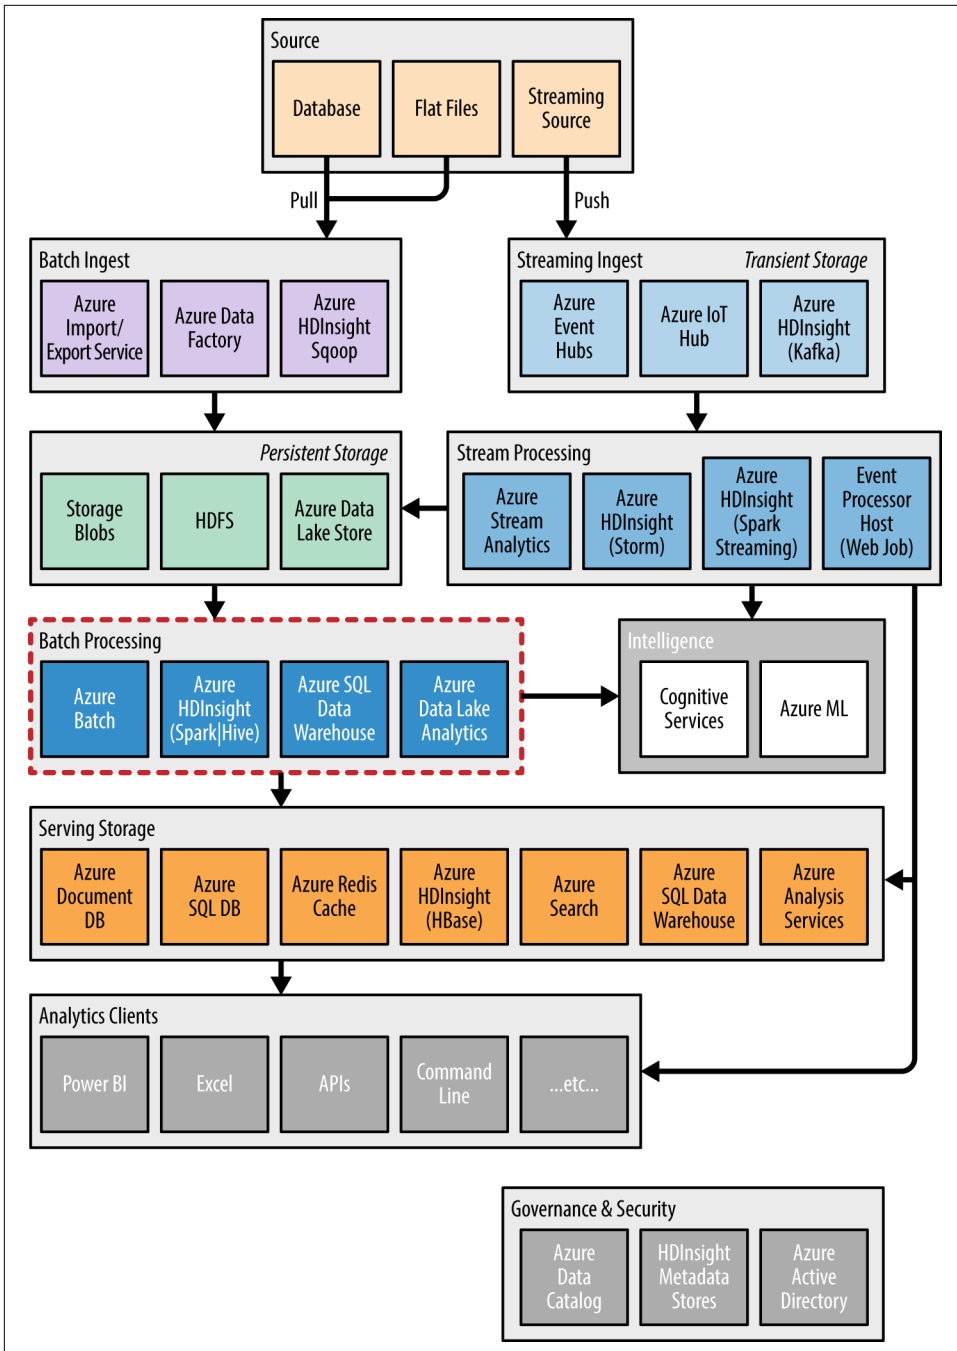 Source
Database
Flat Files
Streaming
Source
Pull
Push
Batch Ingest
Azure
Import/
Export Service
Azure Data
Factory
Azure
HDInsight
Sqoop
Streaming Ingest
Transient Storage
Azure
Event
Hubs
Azure IoT
Hub
Azure
HDInsight
(Kafka)
Persistent Storage
Storage
Blobs
HDFS
Azure Data
Lake Store
Stream Processing
Azure
Stream
Analytics
Azure
HDInsight
(Storm)
Azure
HDInsight
(Spark
Streaming)
Event
Processor
Host
(Web Job)
Batch Processing
Azure
Batch
Azure
HDInsight
(Spark|Hive)
Azure SQL
Data
Warehouse
Azure
Data Lake
Analytics
Intelligence
Cognitive
Services
Azure ML
Serving Storage
Azure
Document
DB
Azure
SQL DB
Azure Redis
Cache
Azure
HDInsight
(HBase)
Azure
Search
Azure
SQL Data
Warehouse
Azure
Analysis
Services
Analytics Clients
Power BI
Excel
APIs
Command
Line
...etc...
Governance & Security
Azure
Data
Catalog
HDInsight
Metadata
Stores
Azure
Active
Directory